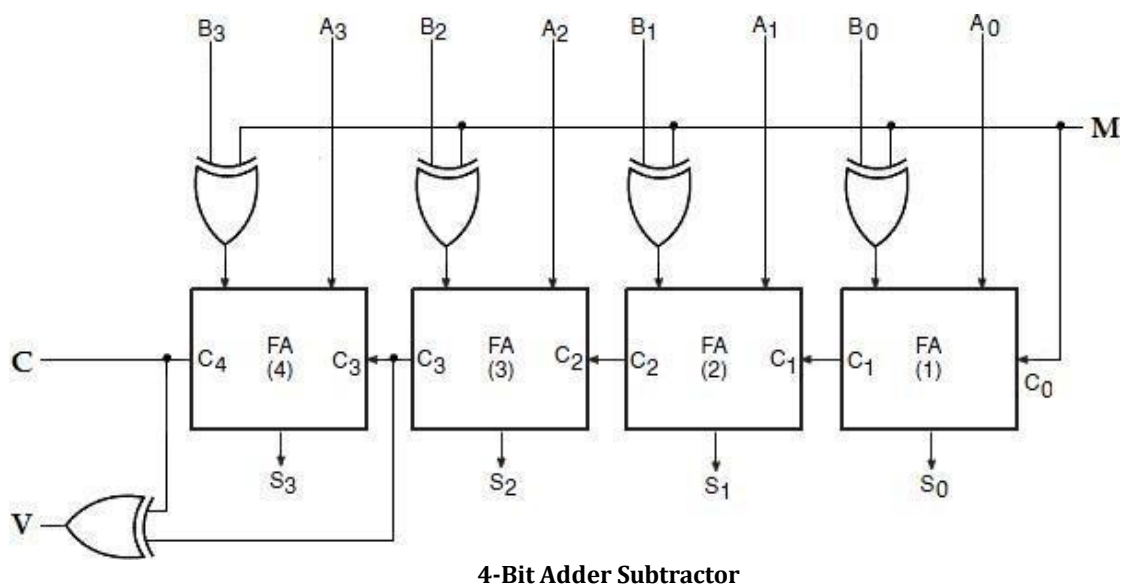 B3 A3 B2 A2 B1 A1 B0 A0
M
FA FA FA FA
C C4 (4) C3 C3 (3) C2 C2 (2) C1 C1 (1) C0
S3 S2 S1 S0
V
4-Bit Adder Subtractor